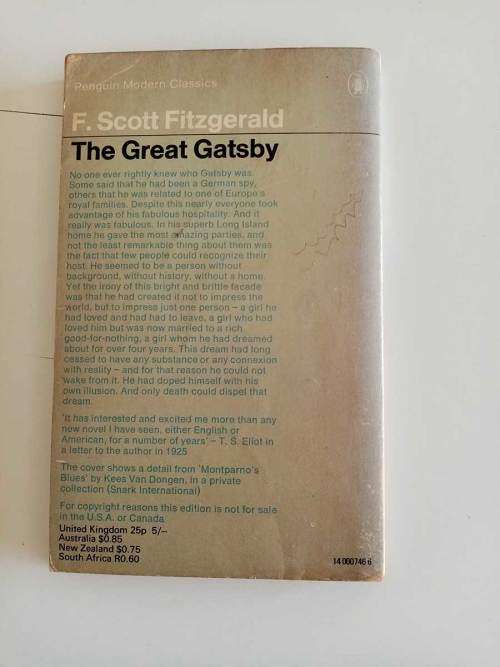 Penguin Modern Classics
F. Scott Fitzgerald
The Great Gatsby
No one ever rightly knew who Gatsby was.
Some said that he had been a German spy,
others that he was related to one of Europe's
royal families. Despite this nearly everyone took
advantage of his fabulous hospitality. And it
really was fabulous. In his superb Long Island
home he gave the most amazing parties, and
not the least remarkable thing about them was
the fact that few people could recognize their
host. He seemed to be a person without
background, without history, without a home.
Yet the irony of this bright and brittle facade
was that he had created it not to impress the
world, but to impress just one person – a girl he
had loved and had had to leave, a girl who had
loved him but was now married to a rich
good-for-nothing, a girl whom he had dreamed
about for over four years. This dream had long
ceased to have any substance or any connexion
with reality – and for that reason he could not
wake from it. He had doped himself with his
own illusion. And only death could dispel that
dream.
'It has interested and excited me more than any
new novel I have seen, either English or
American, for a number of years' – T. S. Eliot in
a letter to the author in 1925
The cover shows a detail from 'Montparno's
Blues' by Kees Van Dongen, in a private
collection (Snark International)
For copyright reasons this edition is not for sale
in the U.S.A. or Canada
United Kingdom 25p 5/–
Australia $0.85
New Zealand $0.75
South Africa R0.60
14 000746 6